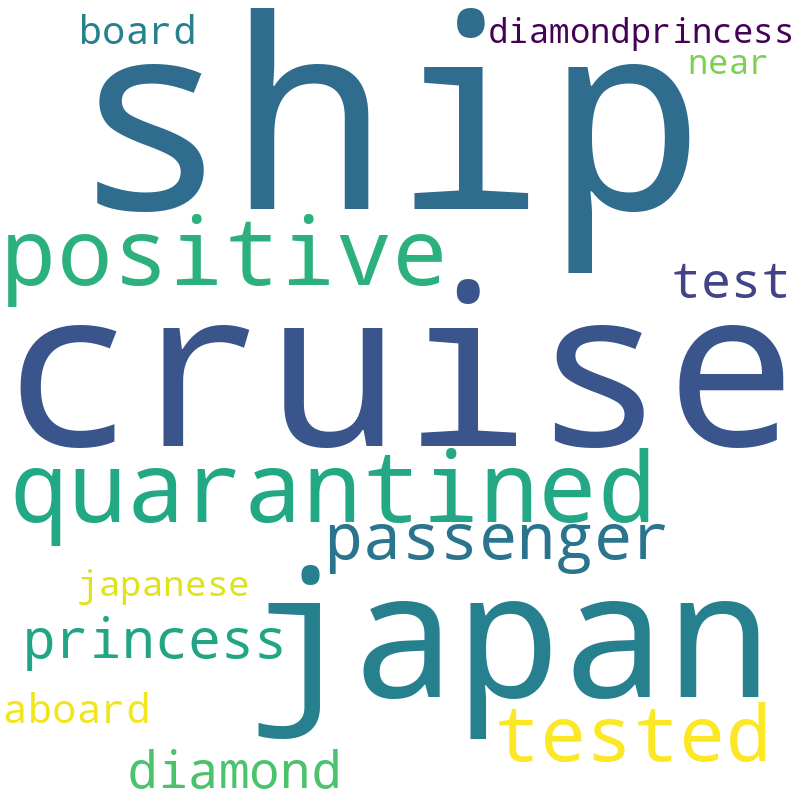 board
diamondprincess
ship
near
positive
test
cruise
quarantined
passenger
japanese
japan
princess
aboard
tested
diamond